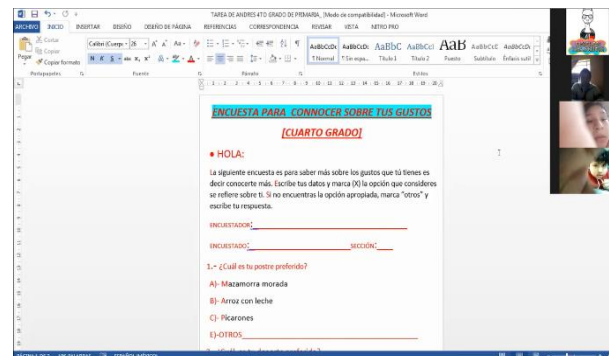 TAREA DE ANDRES 4TO GRADO DE PRIMARIA_ [Modo de compatibilidad] - Microsoft Word
ARCHIVO INICIO INSERTAR DISEÑO DISEÑO DE PÁGINA REFERENCIAS CORRESPONDENCIA REVISAR VISTA NITRO PRO
Cortar
Copiar
Copiar formato
Pegar
Calibri (Cuerpo 26
N K S
AaBbCcDc AaBbCcDc AaBbC AaBbCcI AaB AaBbCcE AaBbCcDt
¶ Normal ¶ Sin espa... Título 1 Título 2 Puesto Subtítulo Énfasis sutil
Portapapeles Fuente Párrafo Estilos
ENCUESTA PARA CONNOCER SOBRE TUS GUSTOS
[CUARTO GRADO]
• HOLA:
La siguiente encuesta es para saber más sobre los gustos que tú tienes es
decir conocerte más. Escribe tus datos y marca (X) la opción que consideres
se refiere sobre ti. Si no encuentras la opción apropiada, marca "otros" y
escribe tu respuesta.
ENCUESTADOR:
ENCUESTADO: SECCIÓN:
1.- ¿Cuál es tu postre preferido?
A)- Mazamorra morada
B)- Arroz con leche
C)- Picarones
E)-OTROS